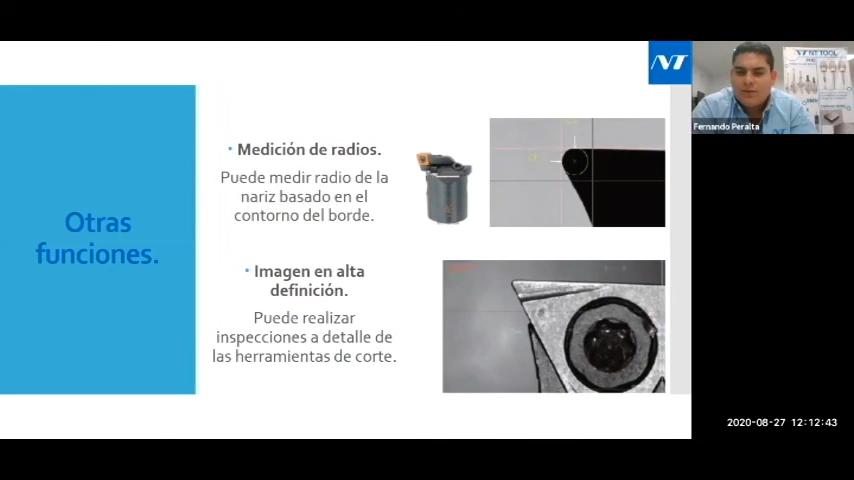 NT
NT TOOL
Fernando Peralta
Otras
funciones.
• Medición de radios.
Puede medir radio de la
nariz basado en el
contorno del borde.
• Imagen en alta
definición.
Puede realizar
inspecciones a detalle de
las herramientas de corte.
2020-08-27 12:12:43